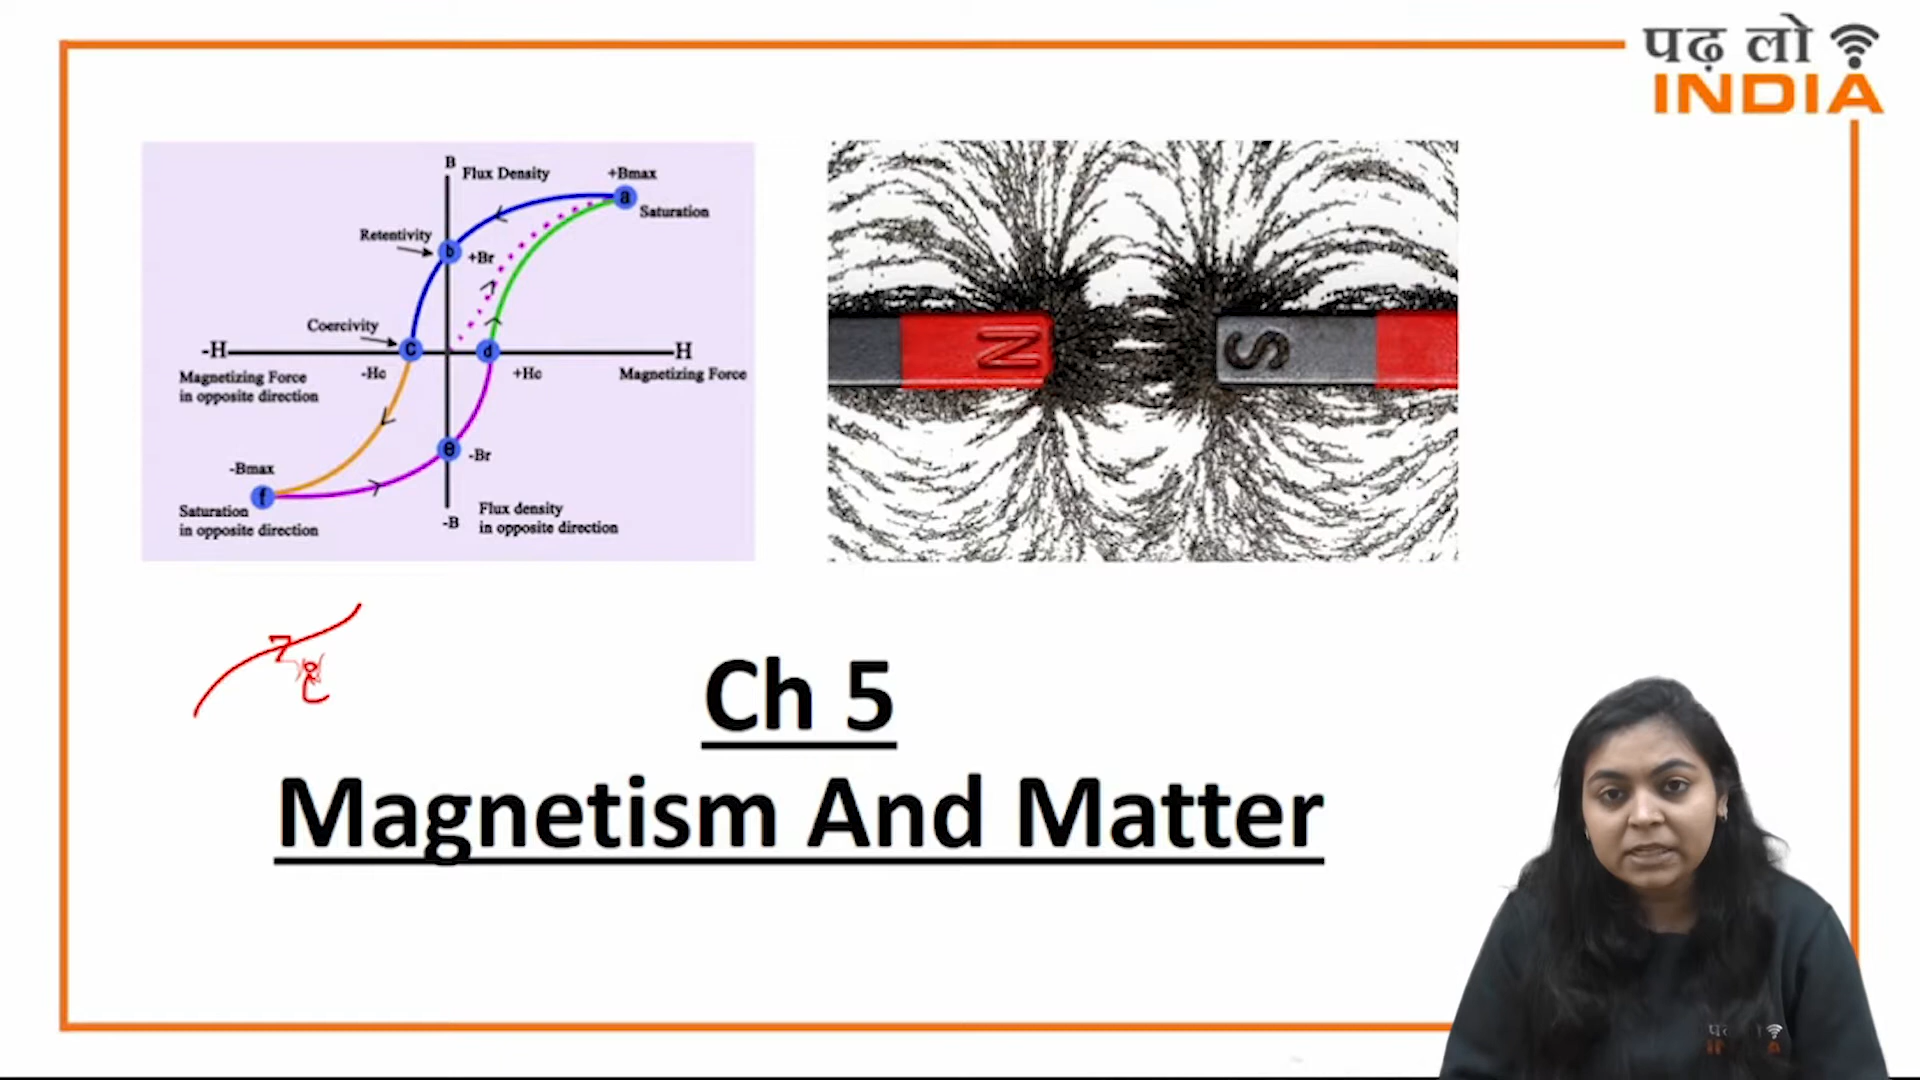 पढ़ लो
INDIA
B
Flux Density
+Bmax
a
Saturation
Retentivity
b
+Br
Coercivity
-H
C
d
H
-Hc
+Hc
Magnetizing Force
Magnetizing Force
in opposite direction
-Bmax
e
-Br
f
Saturation
in opposite direction
-B
Flux density
in opposite direction
N
S
Ch 5
Magnetism And Matter